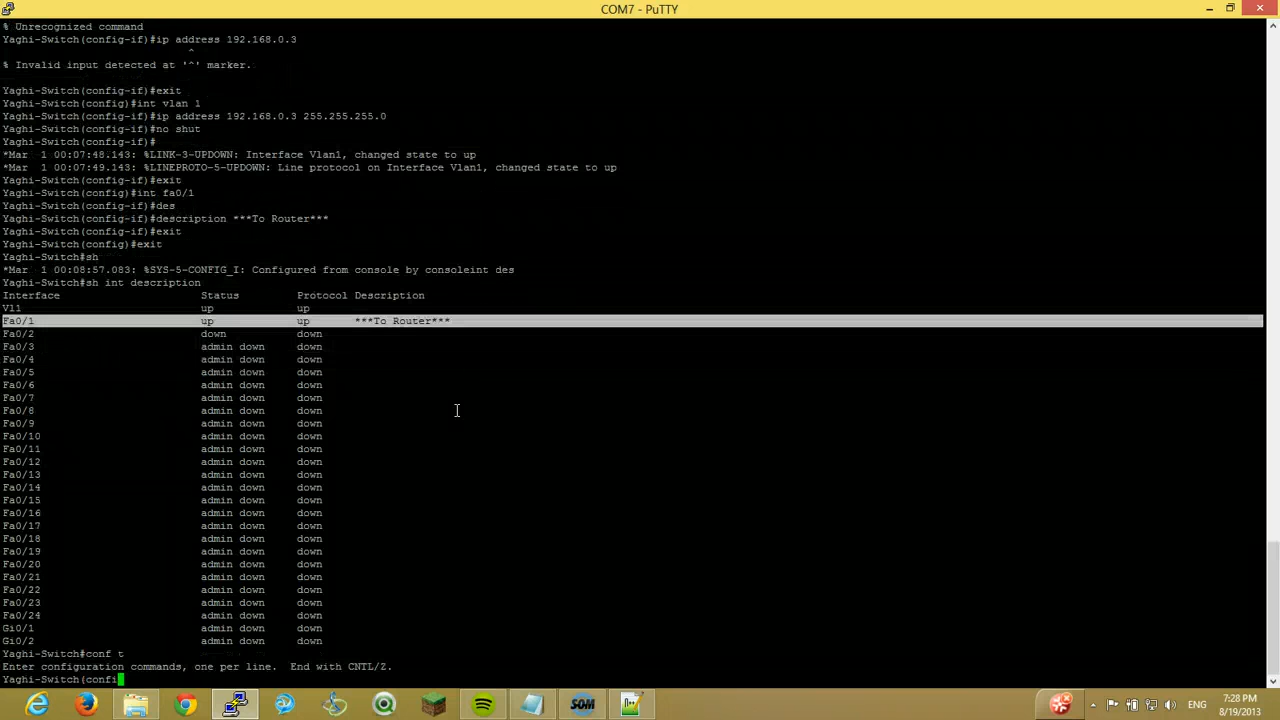 COM7 - PuTTY
% Unrecognized command
Yaghi-Switch(config-if)#ip address 192.168.0.3
^
% Invalid input detected at '^' marker.
Yaghi-Switch(config-if)#exit
Yaghi-Switch(config)#int vlan 1
Yaghi-Switch(config-if)#ip address 192.168.0.3 255.255.255.0
Yaghi-Switch(config-if)#no shut
Yaghi-Switch(config-if)#
*Mar  1 00:07:48.143: %LINK-3-UPDOWN: Interface Vlan1, changed state to up
*Mar  1 00:07:49.143: %LINEPROTO-5-UPDOWN: Line protocol on Interface Vlan1, changed state to up
Yaghi-Switch(config-if)#exit
Yaghi-Switch(config)#int fa0/1
Yaghi-Switch(config-if)#des
Yaghi-Switch(config-if)#description ***To Router***
Yaghi-Switch(config-if)#exit
Yaghi-Switch(config)#exit
Yaghi-Switch#sh
*Mar  1 00:08:57.083: %SYS-5-CONFIG_I: Configured from console by consoleint des
Yaghi-Switch#sh int description
Interface Status Protocol Description
Vl1 up up
Fa0/1 up up ***To Router***
Fa0/2 down down
Fa0/3 admin down down
Fa0/4 admin down down
Fa0/5 admin down down
Fa0/6 admin down down
Fa0/7 admin down down
Fa0/8 admin down down
Fa0/9 admin down down
Fa0/10 admin down down
Fa0/11 admin down down
Fa0/12 admin down down
Fa0/13 admin down down
Fa0/14 admin down down
Fa0/15 admin down down
Fa0/16 admin down down
Fa0/17 admin down down
Fa0/18 admin down down
Fa0/19 admin down down
Fa0/20 admin down down
Fa0/21 admin down down
Fa0/22 admin down down
Fa0/23 admin down down
Fa0/24 admin down down
Gi0/1 admin down down
Gi0/2 admin down down
Yaghi-Switch#conf t
Enter configuration commands, one per line.  End with CNTL/Z.
Yaghi-Switch(confi
SOM
ENG
7:28 PM
8/19/2013